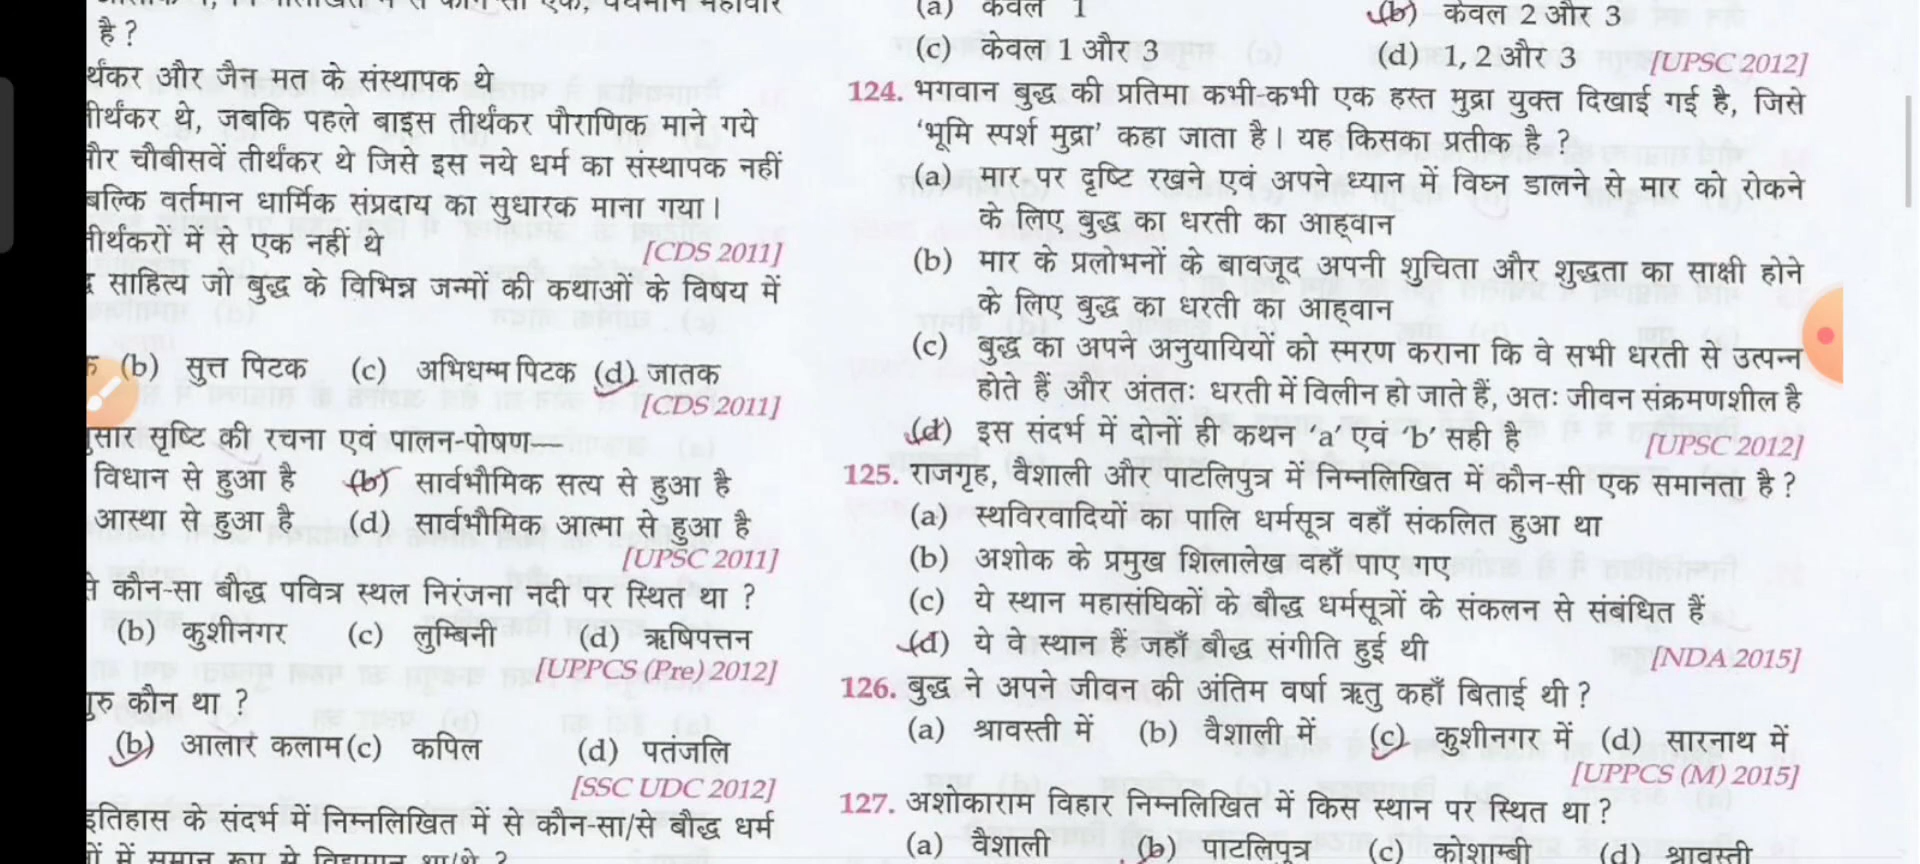 है ?
र्थंकर और जैन मत के संस्थापक थे
तीर्थंकर थे, जबकि पहले बाइस तीर्थंकर पौराणिक माने गये
और चौबीसवें तीर्थंकर थे जिसे इस नये धर्म का संस्थापक नहीं
बल्कि वर्तमान धार्मिक संप्रदाय का सुधारक माना गया।
तीर्थंकरों में से एक नहीं थे [CDS 2011]
साहित्य जो बुद्ध के विभिन्न जन्मों की कथाओं के विषय में
(b) सुत्त पिटक (c) अभिधम्म पिटक (d) जातक
[CDS 2011]
सृष्टि की रचना एवं पालन-पोषण—
विधान से हुआ है (b) सार्वभौमिक सत्य से हुआ है
आस्था से हुआ है (d) सार्वभौमिक आत्मा से हुआ है
[UPSC 2011]
से कौन-सा बौद्ध पवित्र स्थल निरंजना नदी पर स्थित था ?
(b) कुशीनगर (c) लुम्बिनी (d) ऋषिपत्तन
[UPPCS (Pre) 2012]
गुरु कौन था ?
(b) आलार कलाम (c) कपिल (d) पतंजलि
[SSC UDC 2012]
इतिहास के संदर्भ में निम्नलिखित में से कौन-सा/से बौद्ध धर्म
में समान रूप से विद्यमान था/थे ?
(a) केवल 1 (b) केवल 2 और 3
(c) केवल 1 और 3 (d) 1, 2 और 3 [UPSC 2012]
124. भगवान बुद्ध की प्रतिमा कभी-कभी एक हस्त मुद्रा युक्त दिखाई गई है, जिसे
'भूमि स्पर्श मुद्रा' कहा जाता है। यह किसका प्रतीक है ?
(a) मार पर दृष्टि रखने एवं अपने ध्यान में विघ्न डालने से मार को रोकने
के लिए बुद्ध का धरती का आह्वान
(b) मार के प्रलोभनों के बावजूद अपनी शुचिता और शुद्धता का साक्षी होने
के लिए बुद्ध का धरती का आह्वान
(c) बुद्ध का अपने अनुयायियों को स्मरण कराना कि वे सभी धरती से उत्पन्न
होते हैं और अंततः धरती में विलीन हो जाते हैं, अतः जीवन संक्रमणशील है
(d) इस संदर्भ में दोनों ही कथन 'a' एवं 'b' सही हैं [UPSC 2012]
125. राजगृह, वैशाली और पाटलिपुत्र में निम्नलिखित में कौन-सी एक समानता है ?
(a) स्थविरवादियों का पालि धर्मसूत्र वहाँ संकलित हुआ था
(b) अशोक के प्रमुख शिलालेख वहाँ पाए गए
(c) ये स्थान महासंघिकों के बौद्ध धर्मसूत्रों के संकलन से संबंधित हैं
(d) ये वे स्थान हैं जहाँ बौद्ध संगीति हुई थी [NDA 2015]
126. बुद्ध ने अपने जीवन की अंतिम वर्षा ऋतु कहाँ बिताई थी ?
(a) श्रावस्ती में (b) वैशाली में (c) कुशीनगर में (d) सारनाथ में
[UPPCS (M) 2015]
127. अशोकाराम विहार निम्नलिखित में किस स्थान पर स्थित था ?
(a) वैशाली (b) पाटलिपुत्र (c) कोशाम्बी (d) श्रावस्ती